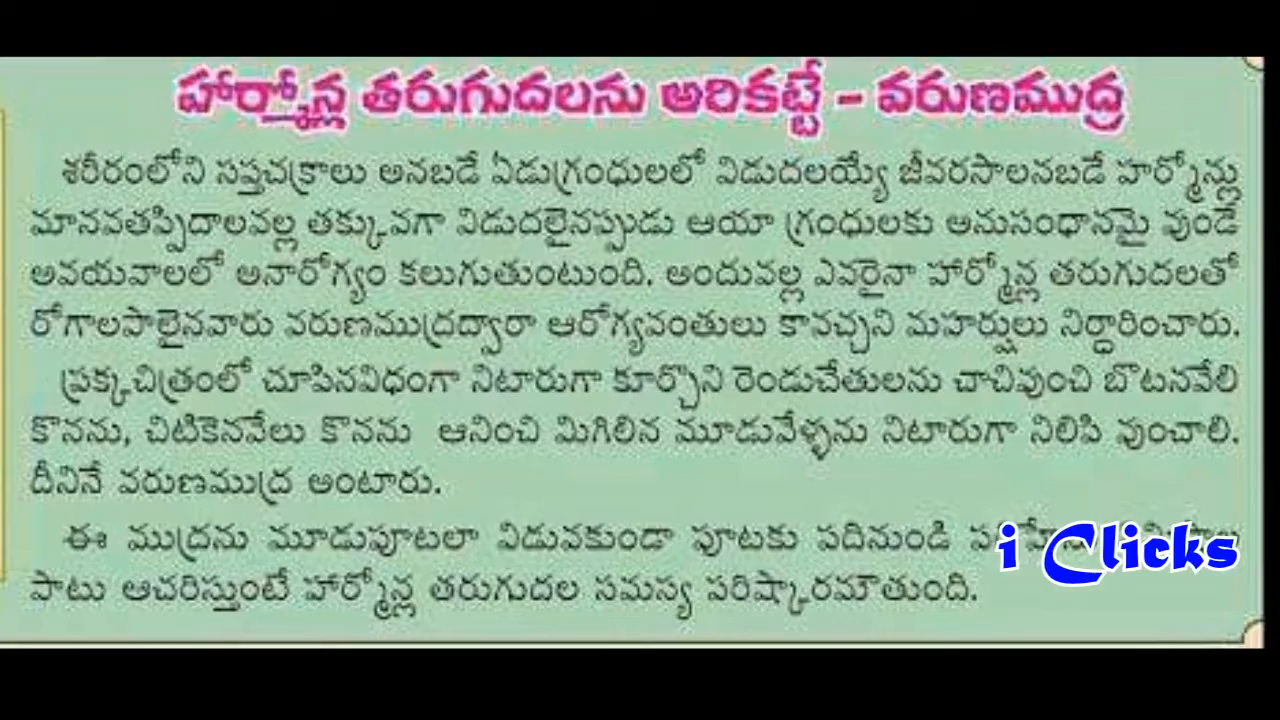 హార్మోన్ల తరుగుదలను అరికట్టే – వరుణముద్ర
శరీరంలోని సప్తచక్రాలు అనబడే ఏడుగ్రంధులలో విడుదలయ్యే జీవరసాలనబడే హర్మోన్లు
మానవతప్పిదాలవల్ల తక్కువగా విడుదలైనప్పుడు ఆయా గ్రంధులకు అనుసంధానమై వుండే
అవయవాలలో అనారోగ్యం కలుగుతుంటుంది. అందువల్ల ఎవరైనా హార్మోన్ల తరుగుదలతో
రోగాలపాలైనవారు వరుణముద్రద్వారా ఆరోగ్యవంతులు కావచ్చని మహర్షులు నిర్ధారించారు.
ప్రక్కచిత్రంలో చూపినవిధంగా నిటారుగా కూర్చొని రెండుచేతులను చాచివుంచి బొటనవేలి
కొనను, చిటికెనవేలు కొనను ఆనించి మిగిలిన మూడువేళ్ళను నిటారుగా నిలిపి వుంచాలి.
దీనినే వరుణముద్ర అంటారు.
ఈ ముద్రను మూడుపూటలా విడువకుండా పూటకు పదినుండి
i Clicks
పాటు ఆచరిస్తుంటే హార్మోన్ల తరుగుదల సమస్య పరిష్కారమౌతుంది.